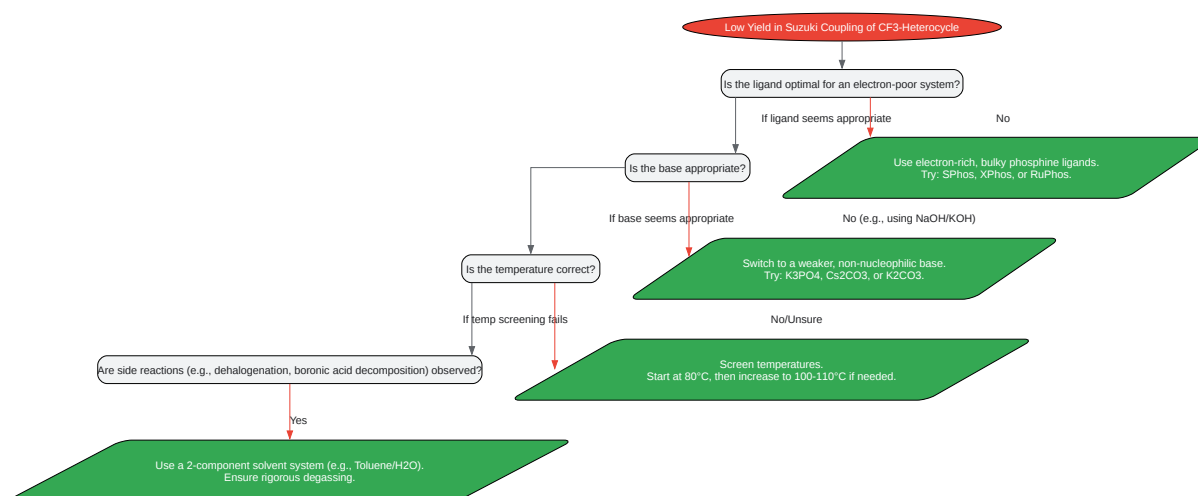 Low Yield in Suzuki Coupling of CF3-Heterocycle
Is the ligand optimal for an electron-poor system?
If ligand seems appropriate
No
Use electron-rich, bulky phosphine ligands.
Try: SPhos, XPhos, or RuPhos.
Is the base appropriate?
If base seems appropriate
No (e.g., using NaOH/KOH)
Switch to a weaker, non-nucleophilic base.
Try: K3PO4, Cs2CO3, or K2CO3.
Is the temperature correct?
If temp screening fails
No/Unsure
Screen temperatures.
Start at 80°C, then increase to 100-110°C if needed.
Are side reactions (e.g., dehalogenation, boronic acid decomposition) observed?
Yes
Use a 2-component solvent system (e.g., Toluene/H2O).
Ensure rigorous degassing.